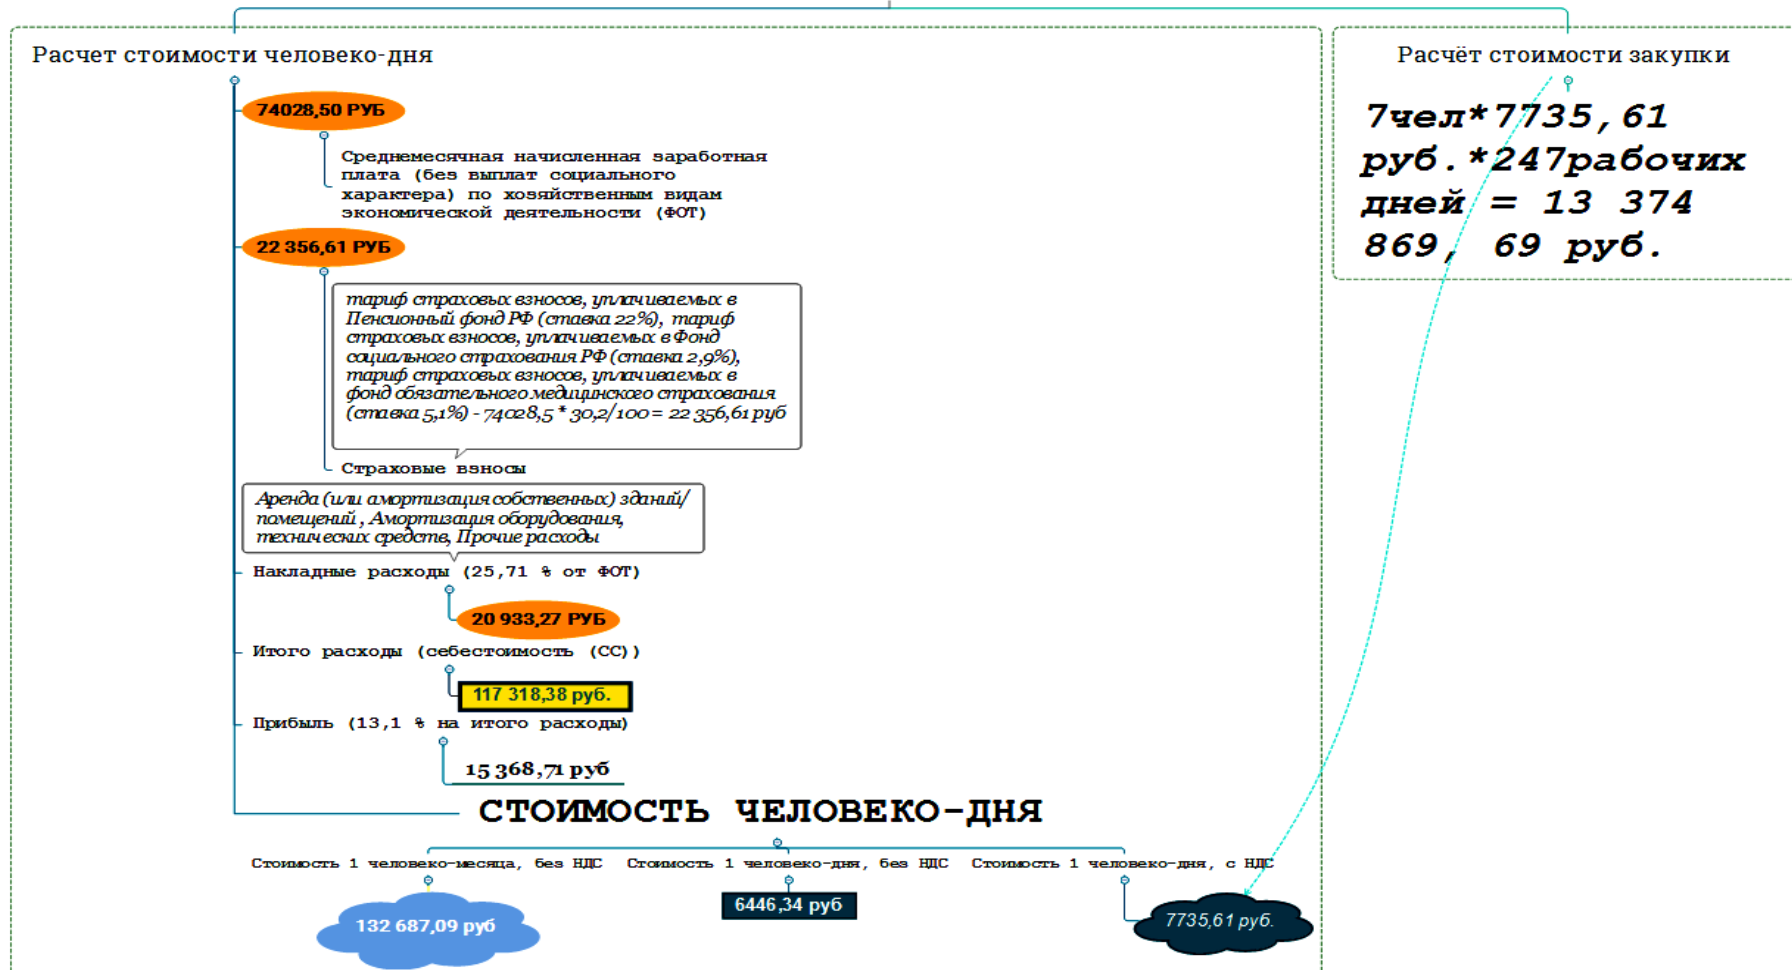 Расчет стоимости человеко-дня
74028,50 РУБ
Среднемесячная начисленная заработная
плата (без выплат социального
характера) по хозяйственным видам
экономической деятельности (ФОТ)
22 356,61 РУБ
тариф страховых взносов, уплачиваемых в
Пенсионный фонд РФ (ставка 22%), тариф
страховых взносов, уплачиваемых в Фонд
социального страхования РФ (ставка 2,9%),
тариф страховых взносов, уплачиваемых в
фонд обязательного медицинского страхования
(ставка 5,1%) - 74028,5 * 30,2/100 = 22 356,61 руб
Страховые взносы
Аренда (или амортизация собственных) зданий/
помещений , Амортизация оборудования,
технических средств, Прочие расходы
Накладные расходы (25,71 % от ФОТ)
20 933,27 РУБ
Итого расходы (себестоимость (СС))
117 318,38 руб.
Прибыль (13,1 % на итого расходы)
15 368,71 руб
СТОИМОСТЬ ЧЕЛОВЕКО-ДНЯ
Стоимость 1 человеко-месяца, без НДС
132 687,09 руб
Стоимость 1 человеко-дня, без НДС
6446,34 руб
Стоимость 1 человеко-дня, с НДС
7735,61 руб.
Расчёт стоимости закупки
7чел*7735,61
руб.*247рабочих
дней = 13 374
869, 69 руб.